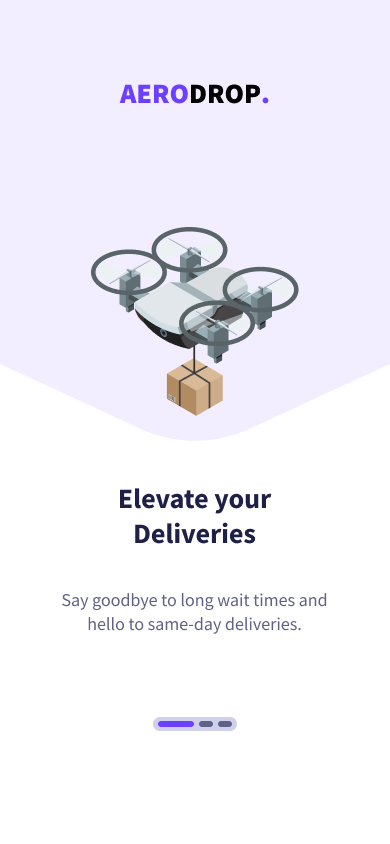 AERODROP.
Elevate your
Deliveries
Say goodbye to long wait times and
hello to same-day deliveries.